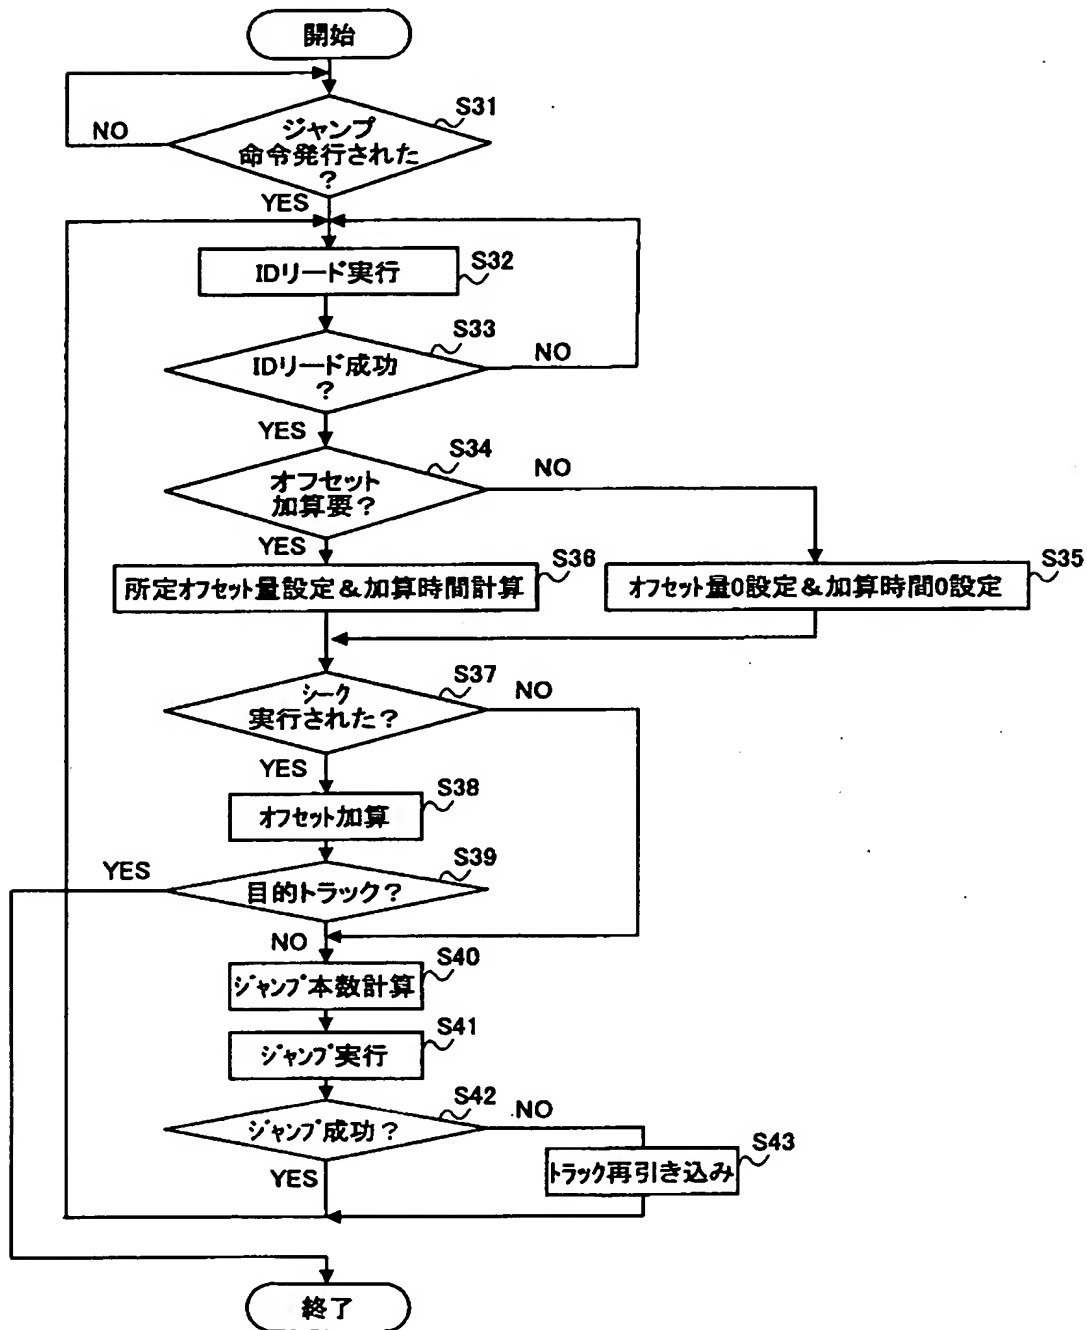 開始
S31
NO
ジャンプ
命令発行された
?
YES
IDリード実行
S32
S33
NO
IDリード成功
?
YES
S34
NO
オフセット
加算要?
YES
S36
S35
所定オフセット量設定&加算時間計算
オフセット量0設定&加算時間0設定
S37
NO
シーク
実行された?
YES
S38
オフセット加算
S39
YES
目的トラック?
NO
S40
ジャンプ本数計算
S41
ジャンプ実行
S42
NO
ジャンプ成功?
S43
トラック再引き込み
YES
終了